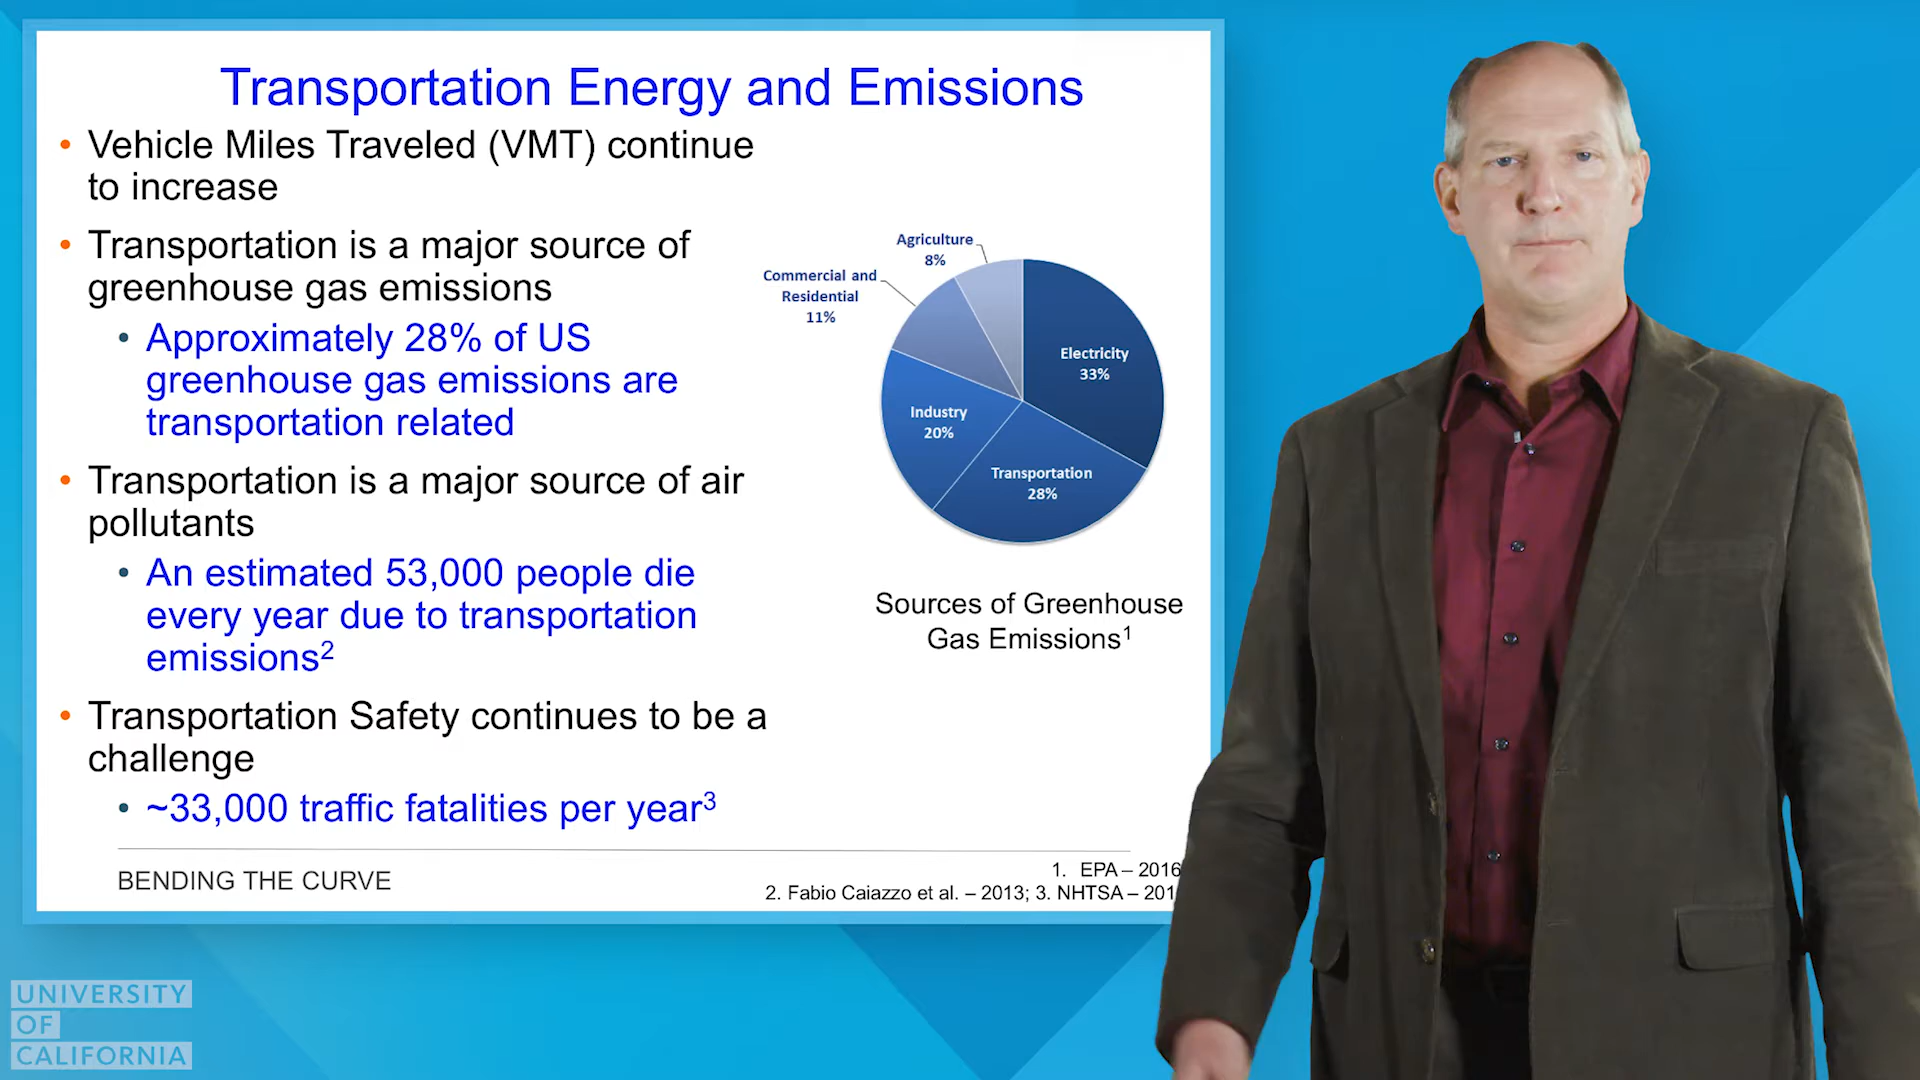 Transportation Energy and Emissions
• Vehicle Miles Traveled (VMT) continue
to increase
• Transportation is a major source of
greenhouse gas emissions
• Approximately 28% of US
greenhouse gas emissions are
transportation related
• Transportation is a major source of air
pollutants
• An estimated 53,000 people die
every year due to transportation
emissions²
• Transportation Safety continues to be a
challenge
• ~33,000 traffic fatalities per year³
Agriculture
8%
Commercial and
Residential
11%
Electricity
33%
Industry
20%
Transportation
28%
Sources of Greenhouse
Gas Emissions¹
BENDING THE CURVE
1. EPA – 2016
2. Fabio Caiazzo et al. – 2013; 3. NHTSA –
UNIVERSITY
OF
CALIFORNIA